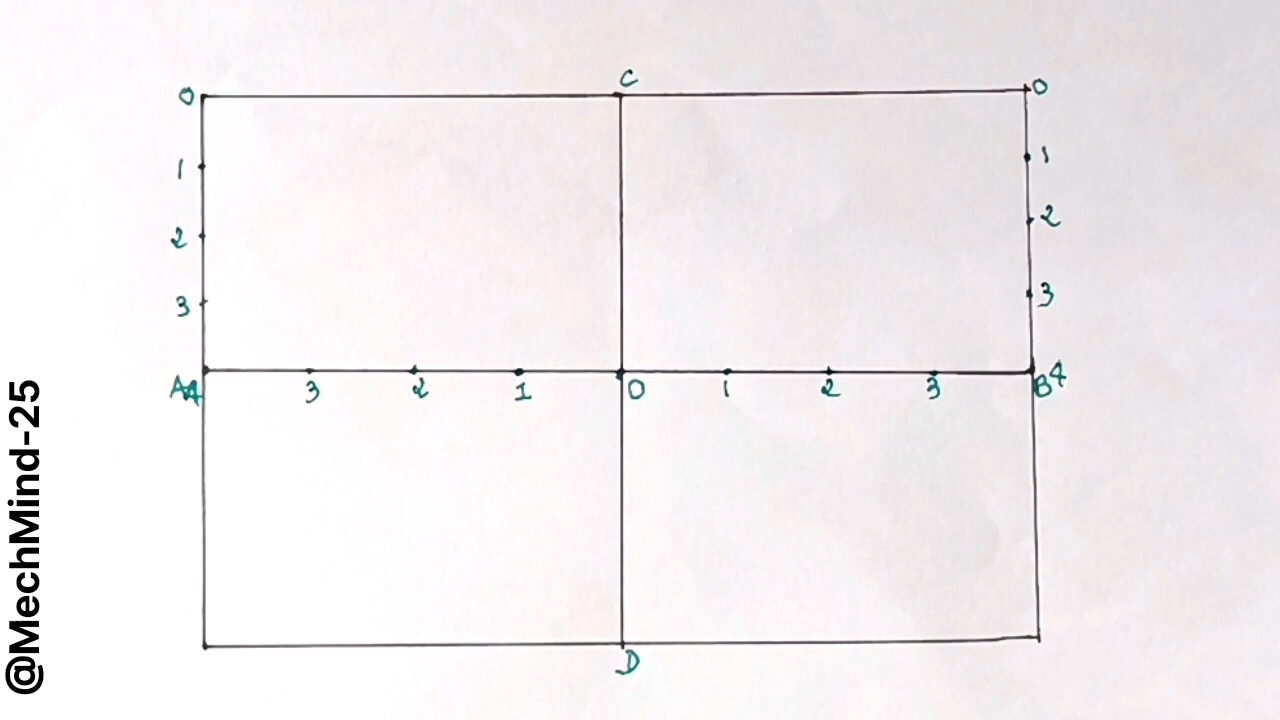 C
0 0
1 1
2 2
3 3
A4 3 2 1 0 1 2 3 B4
D
@MechMind-25